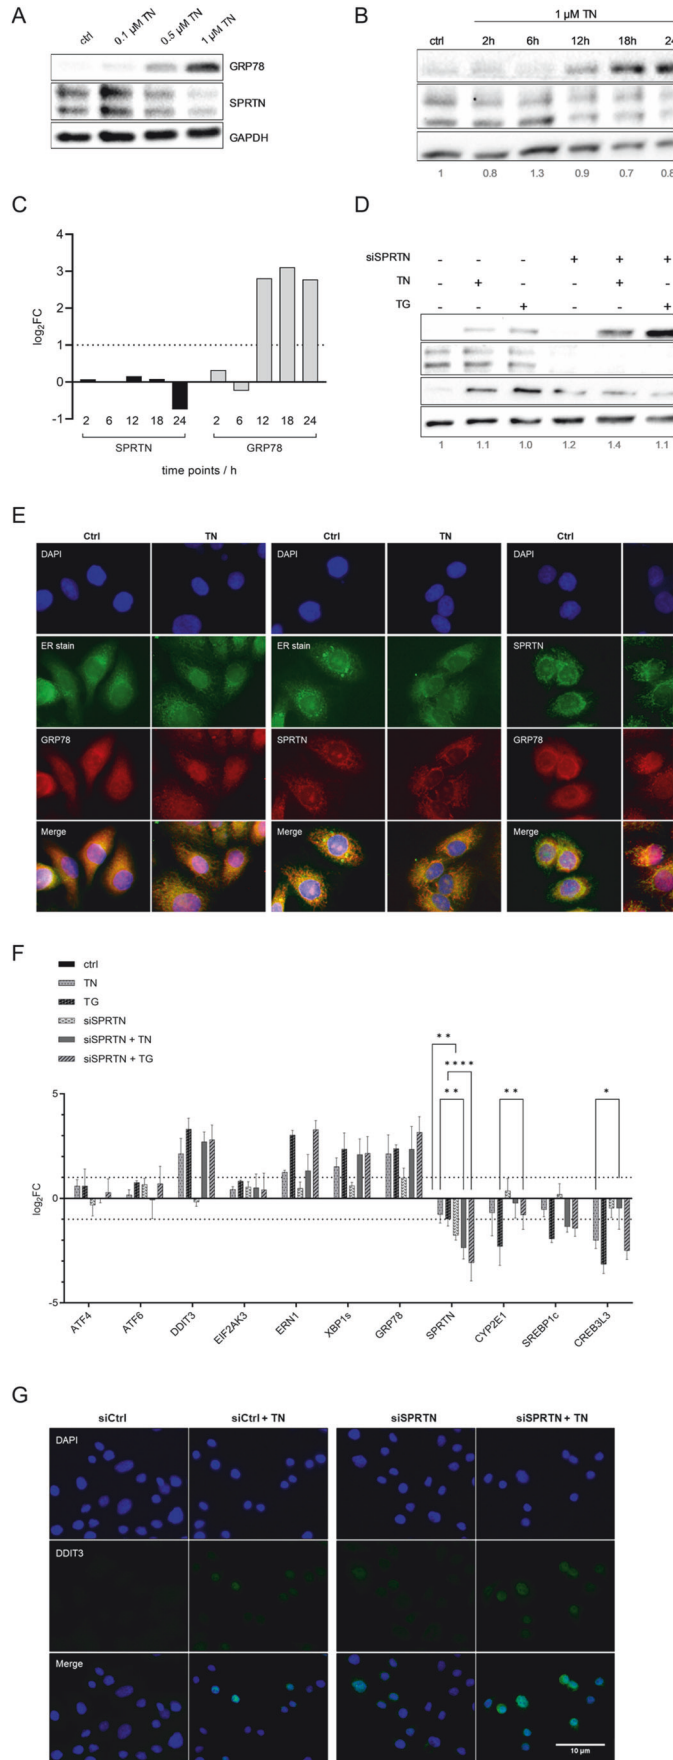 A
ctrl
0.1 µM TN
0.5 µM TN
1 µM TN
GRP78
SPRTN
GAPDH
B
1 µM TN
ctrl 2h 6h 12h 18h 24
1 0.8 1.3 0.9 0.7 0.8
C
log2FC
4
3
2
1
0
-1
2 6 12 18 24 2 6 12 18 24
SPRTN GRP78
time points / h
D
siSPRTN - - - + + +
TN - + - - + -
TG - - + - - +
1 1.1 1.0 1.2 1.4 1.1
E
Ctrl TN Ctrl TN Ctrl
DAPI DAPI DAPI
ER stain ER stain SPRTN
GRP78 SPRTN GRP78
Merge Merge Merge
F
ctrl
TN
TG
siSPRTN
siSPRTN + TN
siSPRTN + TG
log2FC
5
0
-5
**
****
**
**
*
ATF4
ATF6
DDIT3
EIF2AK3
ERN1
XBP1s
GRP78
SPRTN
CYP2E1
SREBP1c
CREB3L3
G
siCtrl siCtrl + TN siSPRTN siSPRTN + TN
DAPI
DDIT3
Merge
10 µm